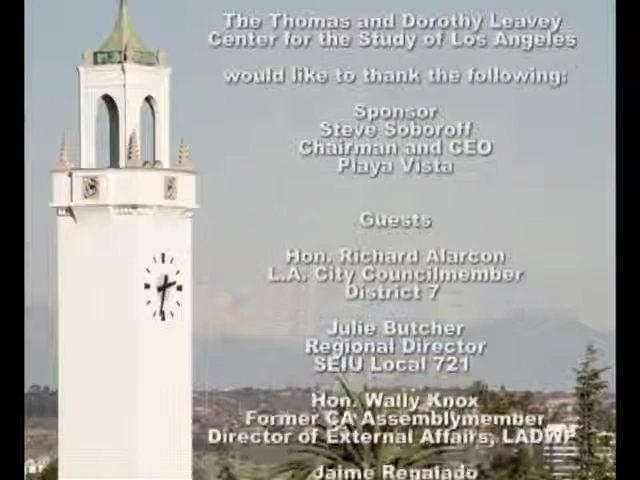 The Thomas and Dorothy Leavey
Center for the Study of Los Angeles
would like to thank the following:
Sponsor
Steve Soboroff
Chairman and CEO
Playa Vista
Guests
Hon. Richard Alarcon
L.A. City Councilmember
District 7
Julie Butcher
Regional Director
SEIU Local 721
Hon. Wally Knox
Former CA Assemblymember
Director of External Affairs, LADWP
Jaime Regalado